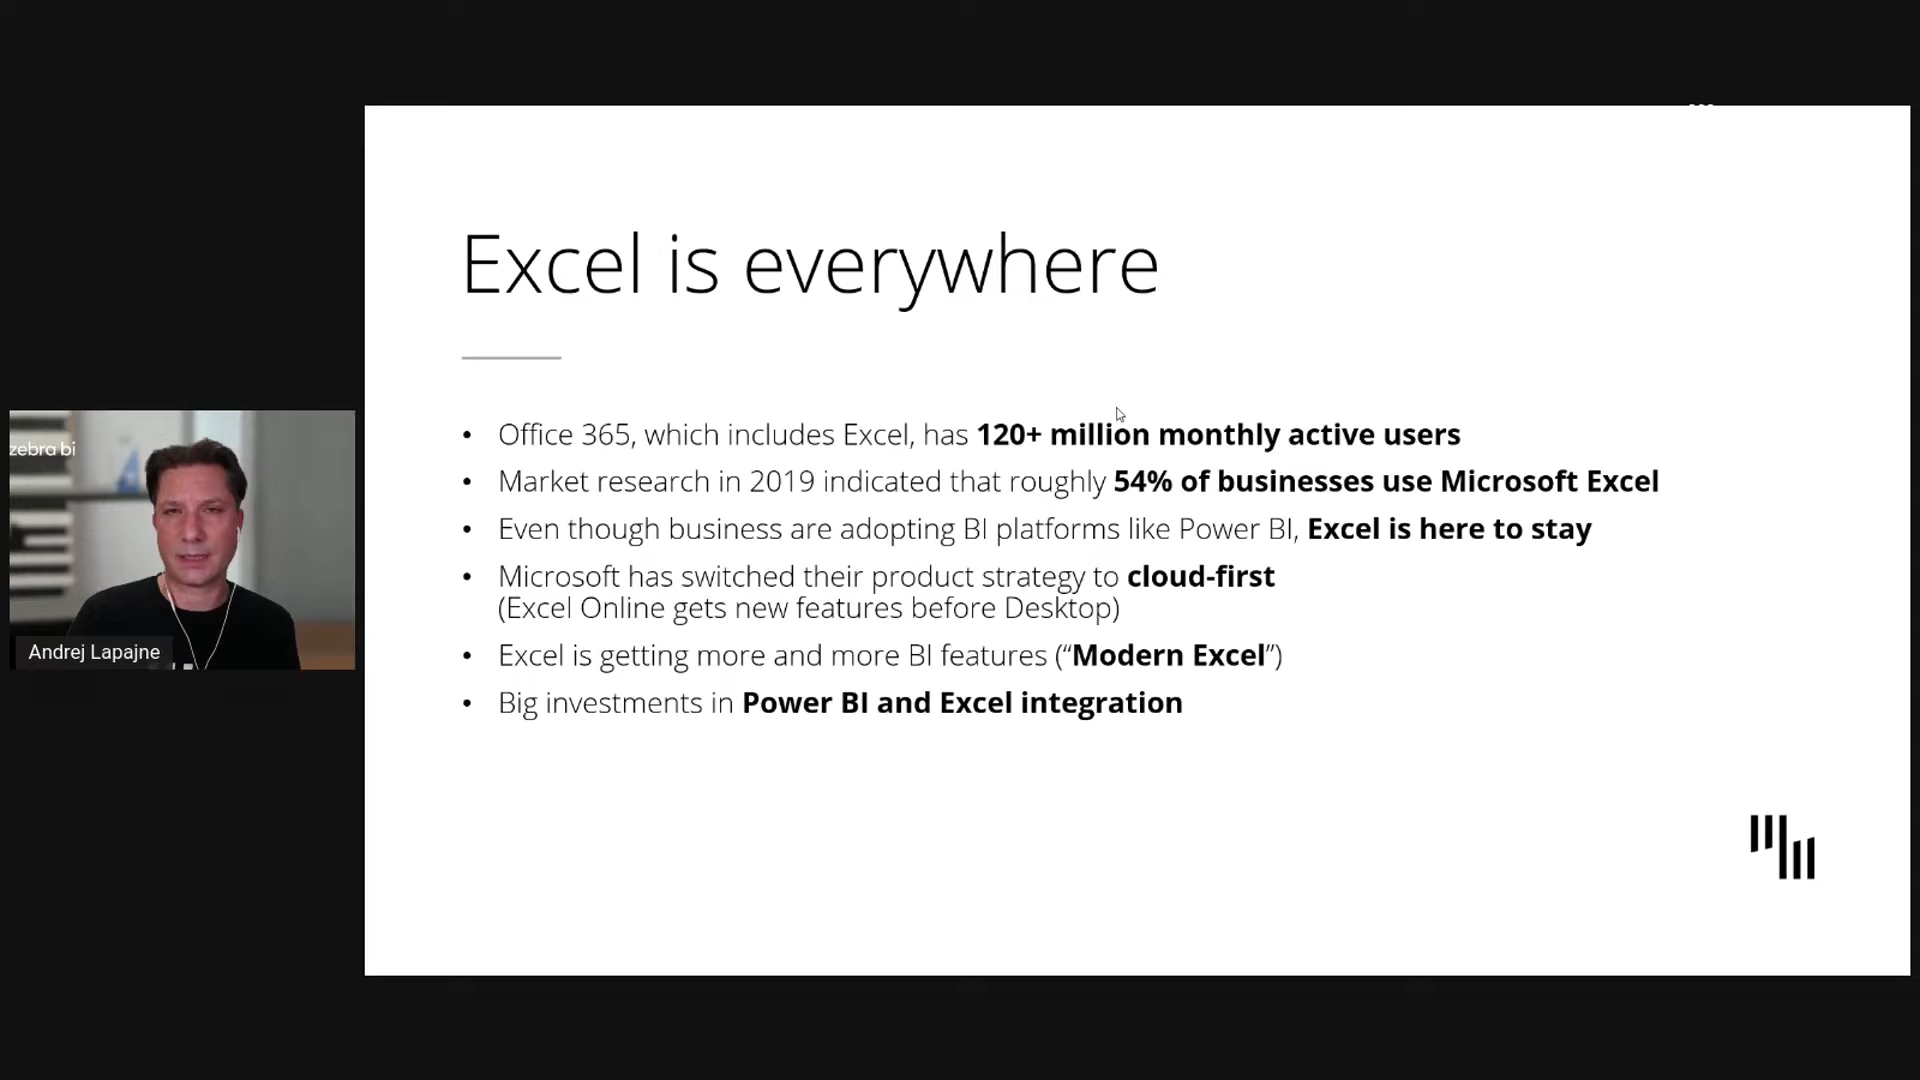 Excel is everywhere
• Office 365, which includes Excel, has 120+ million monthly active users
• Market research in 2019 indicated that roughly 54% of businesses use Microsoft Excel
• Even though business are adopting BI platforms like Power BI, Excel is here to stay
• Microsoft has switched their product strategy to cloud-first
(Excel Online gets new features before Desktop)
• Excel is getting more and more BI features (“Modern Excel”)
• Big investments in Power BI and Excel integration
zebra bi
Andrej Lapajne